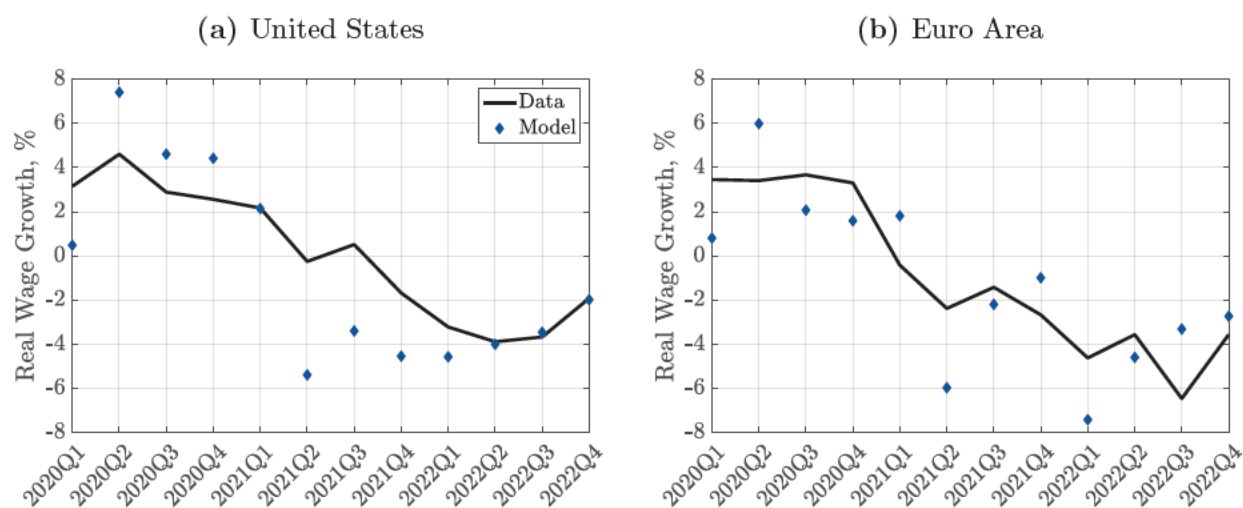 (a) United States
Real Wage Growth, %
8
6
4
2
0
-2
-4
-6
-8
Data
Model
2020Q1
2020Q2
2020Q3
2020Q4
2021Q1
2021Q2
2021Q3
2021Q4
2022Q1
2022Q2
2022Q3
2022Q4
(b) Euro Area
Real Wage Growth, %
8
6
4
2
0
-2
-4
-6
-8
2020Q1
2020Q2
2020Q3
2020Q4
2021Q1
2021Q2
2021Q3
2021Q4
2022Q1
2022Q2
2022Q3
2022Q4